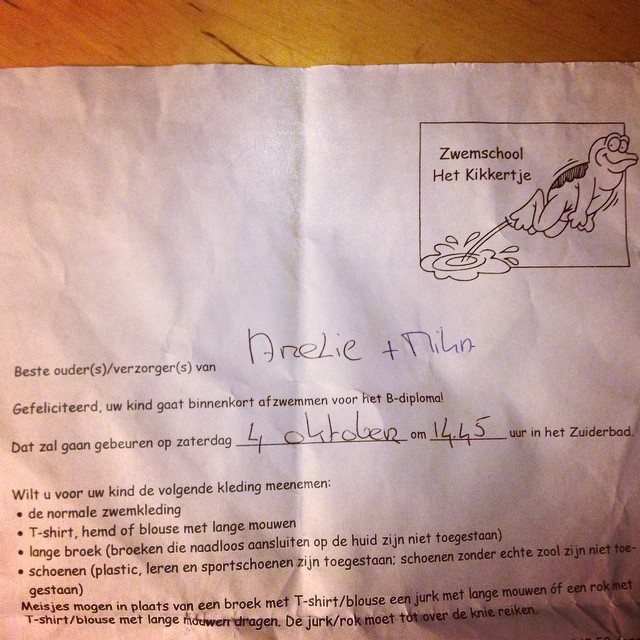 Zwemschool
Het Kikkertje
Beste ouder(s)/verzorger(s) van Amelie + Mila
Gefeliciteerd, uw kind gaat binnenkort afzwemmen voor het B-diploma!
Dat zal gaan gebeuren op zaterdag 4 oktober om 14.45 uur in het Zuiderbad.
Wilt u voor uw kind de volgende kleding meenemen:
• de normale zwemkleding
• T-shirt, hemd of blouse met lange mouwen
• lange broek (broeken die naadloos aansluiten op de huid zijn niet toegestaan)
• schoenen (plastic, leren en sportschoenen zijn toegestaan; schoenen zonder echte zool zijn niet toe-
gestaan)
Meisjes mogen in plaats van een broek met T-shirt/blouse een jurk met lange mouwen óf een rok met
T-shirt/blouse met lange mouwen dragen. De jurk/rok moet tot over de knie reiken.